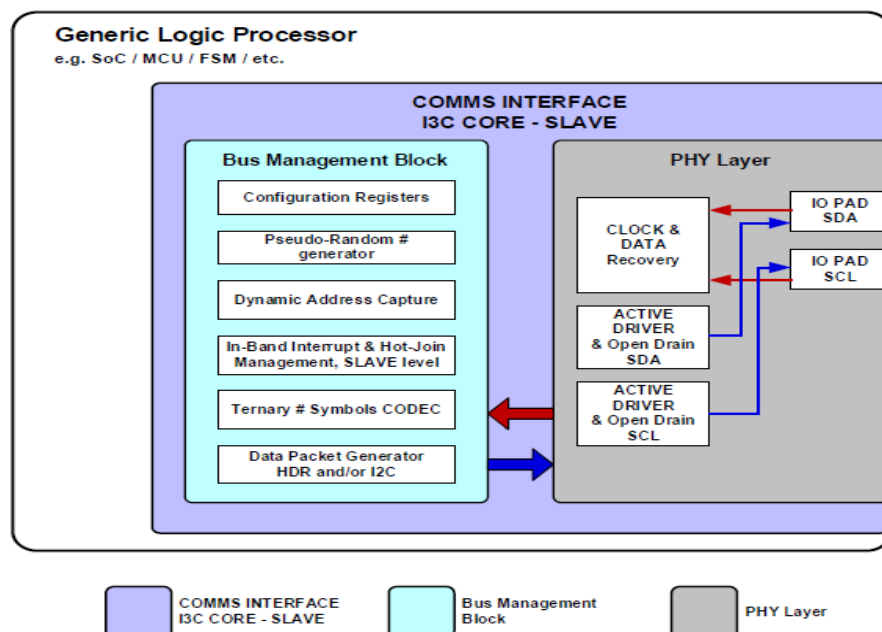 Generic Logic Processor
e.g. SoC / MCU / FSM / etc.
COMMS INTERFACE
I3C CORE - SLAVE
Bus Management Block
Configuration Registers
Pseudo-Random #
generator
Dynamic Address Capture
In-Band Interrupt & Hot-Join
Management, SLAVE level
Ternary # Symbols CODEC
Data Packet Generator
HDR and/or I2C
PHY Layer
CLOCK &
DATA
Recovery
ACTIVE
DRIVER
& Open Drain
SDA
ACTIVE
DRIVER
& Open Drain
SCL
IO PAD
SDA
IO PAD
SCL
COMMS INTERFACE
I3C CORE - SLAVE
Bus Management
Block
PHY Layer